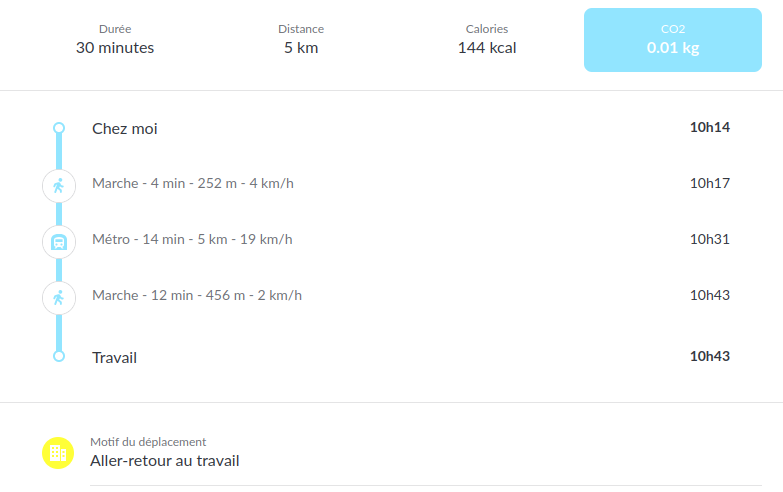 Durée Distance Calories CO2
30 minutes 5 km 144 kcal 0.01 kg
Chez moi 10h14
Marche - 4 min - 252 m - 4 km/h 10h17
Métro - 14 min - 5 km - 19 km/h 10h31
Marche - 12 min - 456 m - 2 km/h 10h43
Travail 10h43
Motif du déplacement
Aller-retour au travail